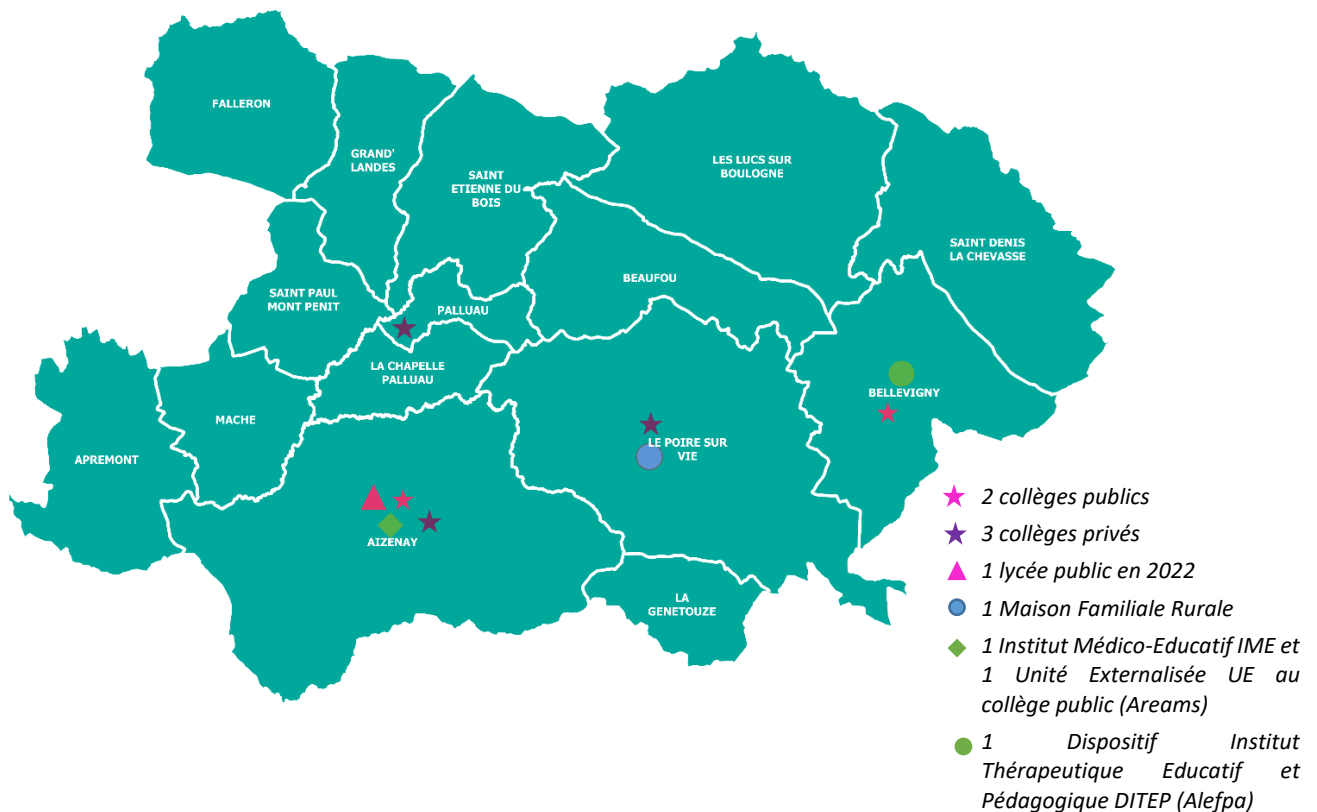 FALLERON
GRAND'
LANDES
SAINT
ETIENNE DU
BOIS
LES LUCS SUR
BOULOGNE
SAINT DENIS
LA CHEVASSE
BEAUFOU
SAINT PAUL
MONT PENIT
PALLUAU
LA CHAPELLE
PALLUAU
MACHE
APREMONT
BELLEVIGNY
LE POIRE SUR
VIE
AIZENAY
LA
GENETOUZE
2 collèges publics
3 collèges privés
1 lycée public en 2022
1 Maison Familiale Rurale
1 Institut Médico-Educatif IME et
1 Unité Externalisée UE au
collège public (Areams)
1 Dispositif Institut
Thérapeutique Educatif et
Pédagogique DITEP (Alefpa)